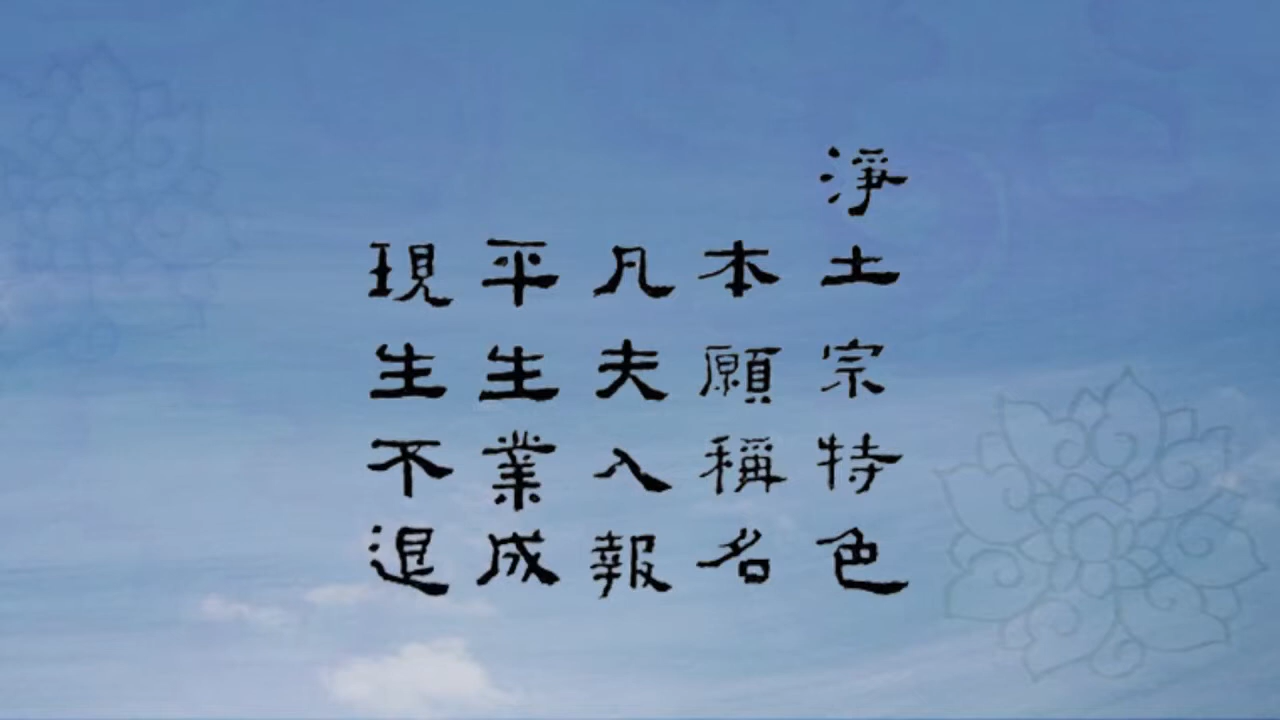 淨土宗特色
本願稱名
凡夫入報
平生業成
現生不退